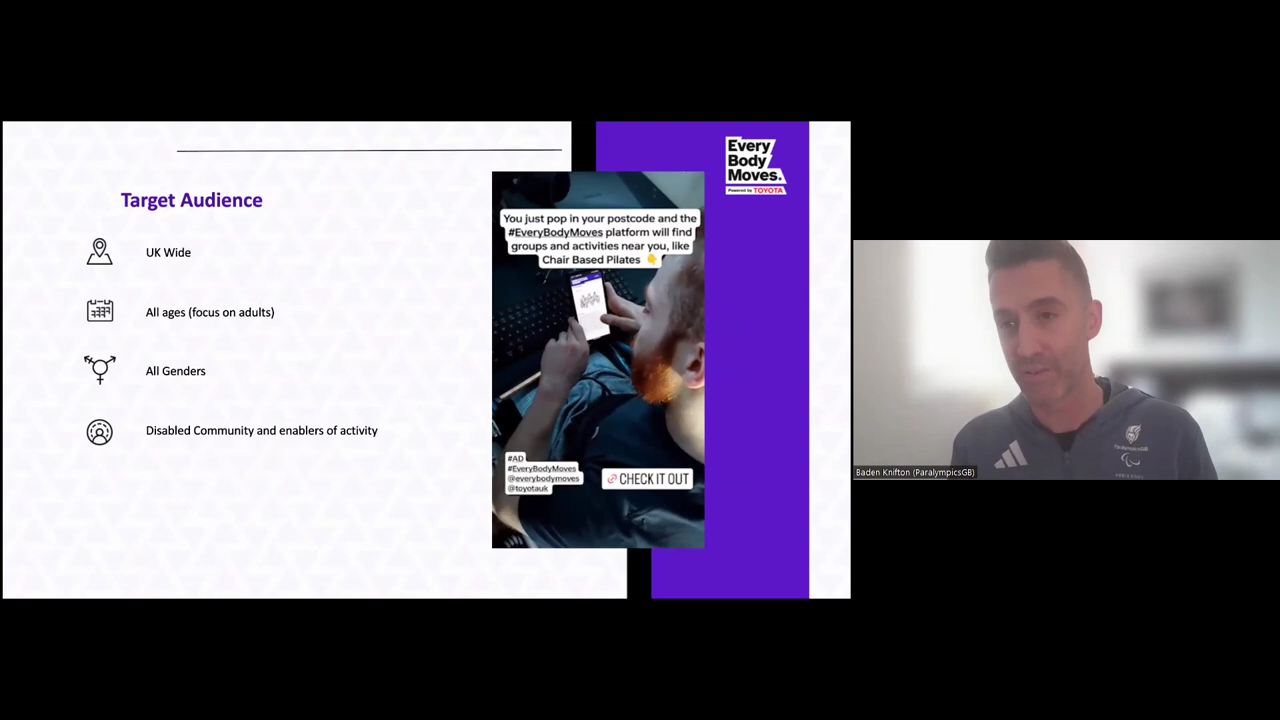 Target Audience
UK Wide
All ages (focus on adults)
All Genders
Disabled Community and enablers of activity
You just pop in your postcode and the
#EveryBodyMoves platform will find
groups and activities near you, like
Chair Based Pilates 👇
#AD
#EveryBodyMoves
@everybodymoves
@toyotauk
CHECK IT OUT
Every
Body
Moves.
Powered by TOYOTA
ParalympicsGB
Baden Knifton (ParalympicsGB)